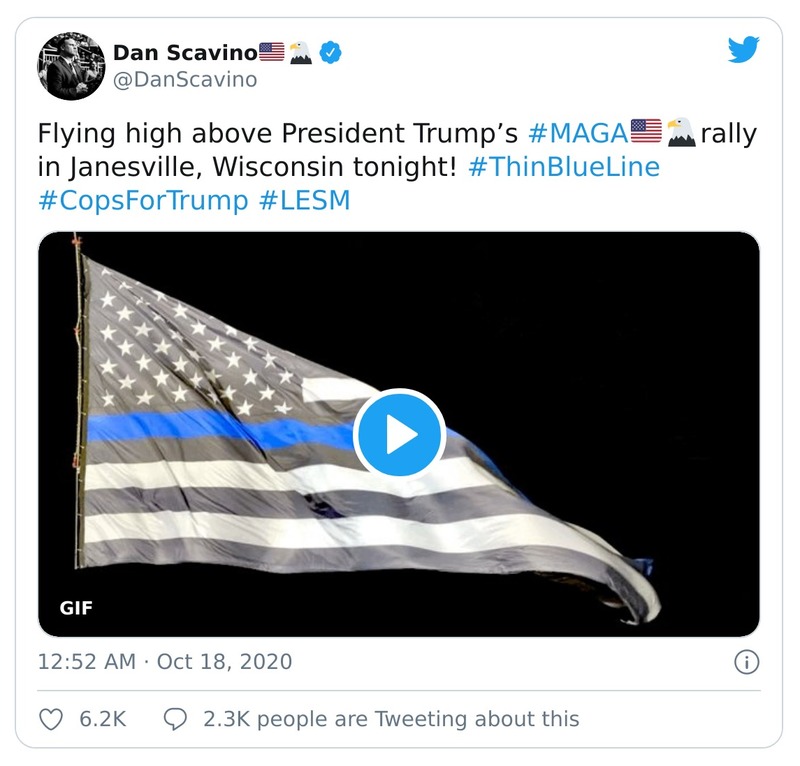 Dan Scavino🇺🇸🦅
@DanScavino
Flying high above President Trump’s #MAGA🇺🇸🦅rally
in Janesville, Wisconsin tonight! #ThinBlueLine
#CopsForTrump #LESM
GIF
12:52 AM · Oct 18, 2020
6.2K 2.3K people are Tweeting about this